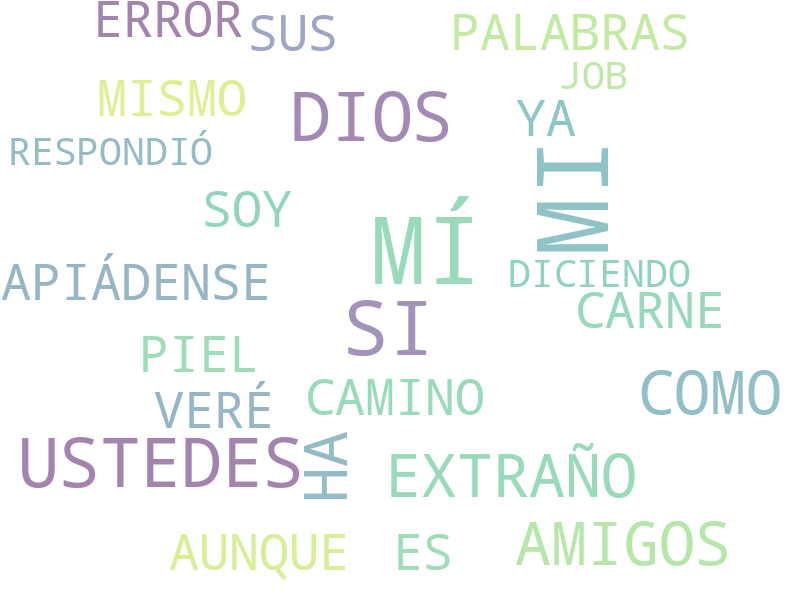 ERROR
SUS
PALABRAS
JOB
MISMO
DIOS
YA
RESPONDIÓ
MI
SOY
MÍ
APIÁDENSE
DICIENDO
CARNE
SI
PIEL
VERÉ
CAMINO
COMO
USTEDES
HA
EXTRAÑO
AUNQUE
ES
AMIGOS